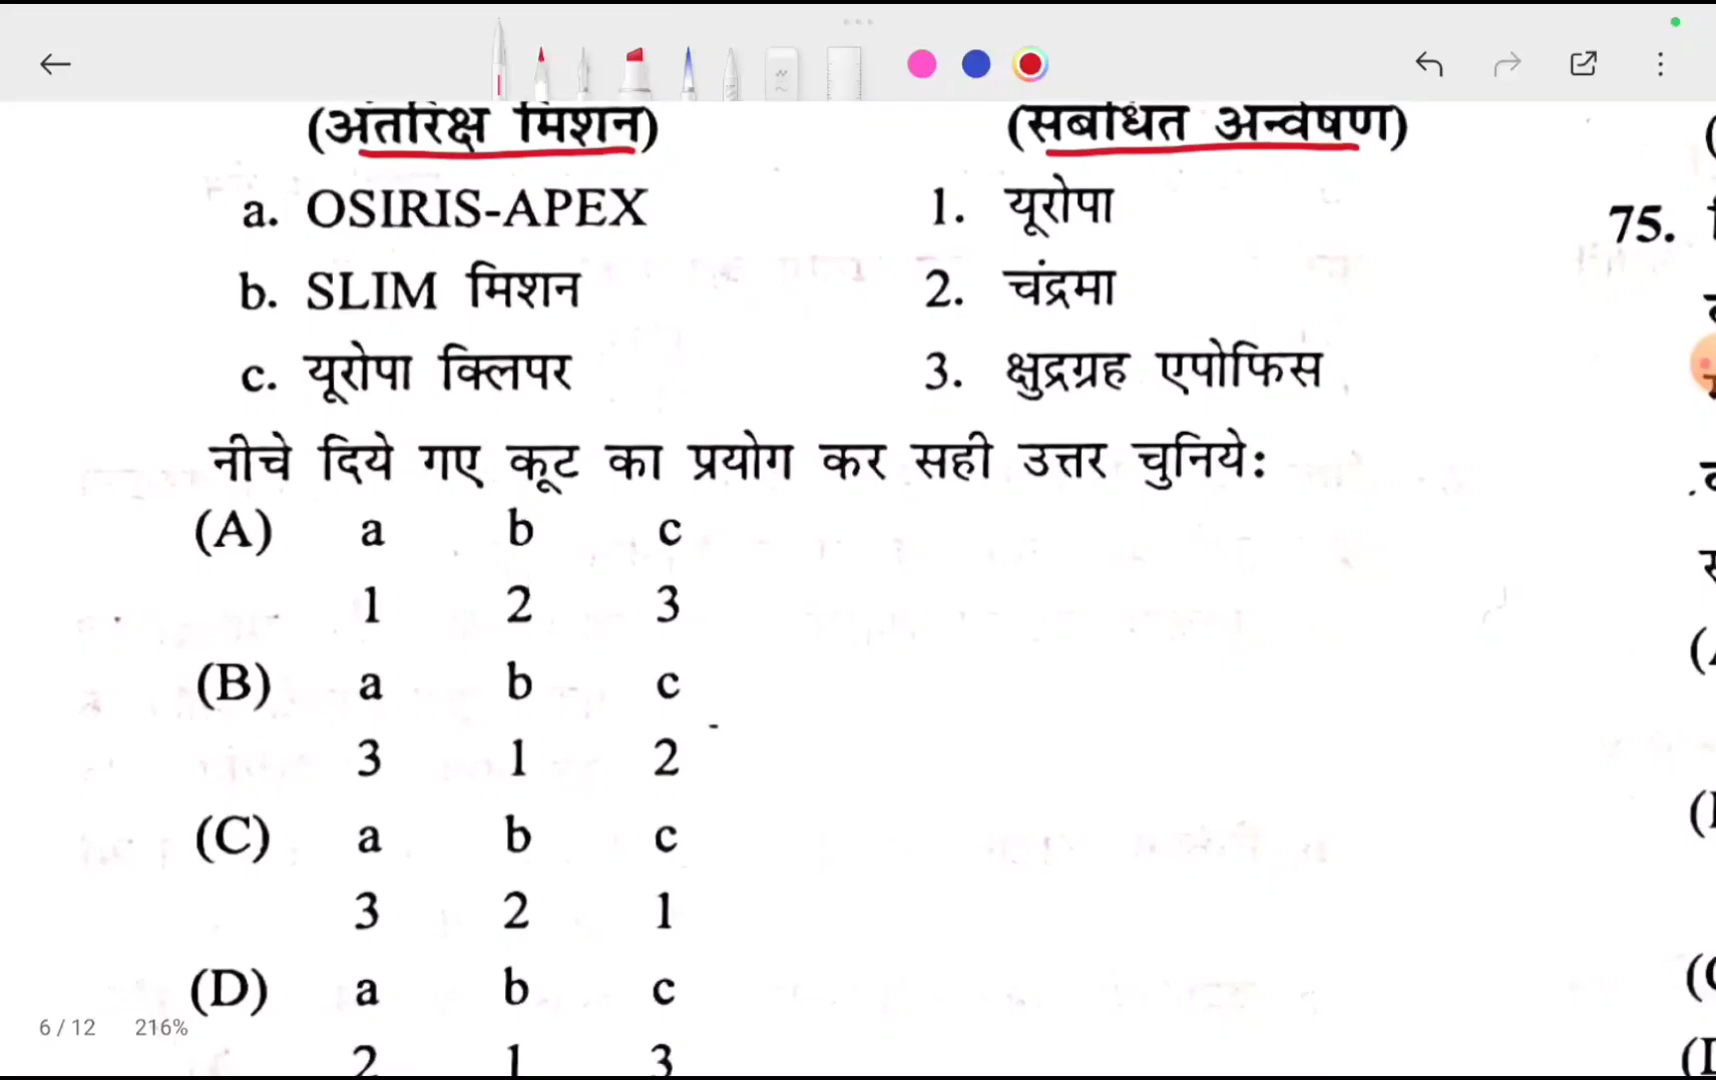 (अंतरिक्ष मिशन) (संबंधित अन्वेषण)
a. OSIRIS-APEX 1. यूरोपा
b. SLIM मिशन 2. चंद्रमा
c. यूरोपा क्लिपर 3. क्षुद्रग्रह एपोफिस
नीचे दिये गए कूट का प्रयोग कर सही उत्तर चुनिये:
(A) a b c
1 2 3
(B) a b c
3 1 2
(C) a b c
3 2 1
(D) a b c
2 1 3
75.
6 / 12 216%